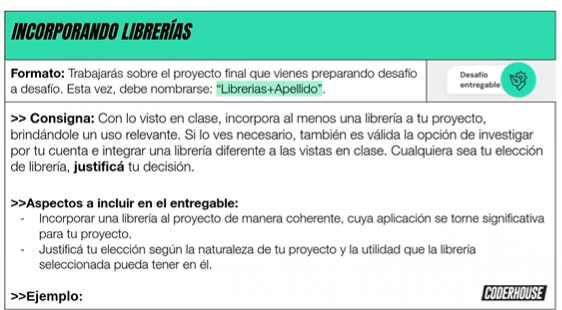 INCORPORANDO LIBRERÍAS
Formato: Trabajarás sobre el proyecto final que vienes preparando desafío
a desafío. Esta vez, debe nombrarse: “Librerias+Apellido”.
Desafío
entregable
>> Consigna: Con lo visto en clase, incorpora al menos una librería a tu proyecto,
brindándole un uso relevante. Si lo ves necesario, también es válida la opción de investigar
por tu cuenta e integrar una librería diferente a las vistas en clase. Cualquiera sea tu elección
de librería, justificá tu decisión.
>>Aspectos a incluir en el entregable:
- Incorporar una librería al proyecto de manera coherente, cuya aplicación se torne significativa
para tu proyecto.
- Justificá tu elección según la naturaleza de tu proyecto y la utilidad que la librería
seleccionada pueda tener en él.
>>Ejemplo:
CODERHOUSE